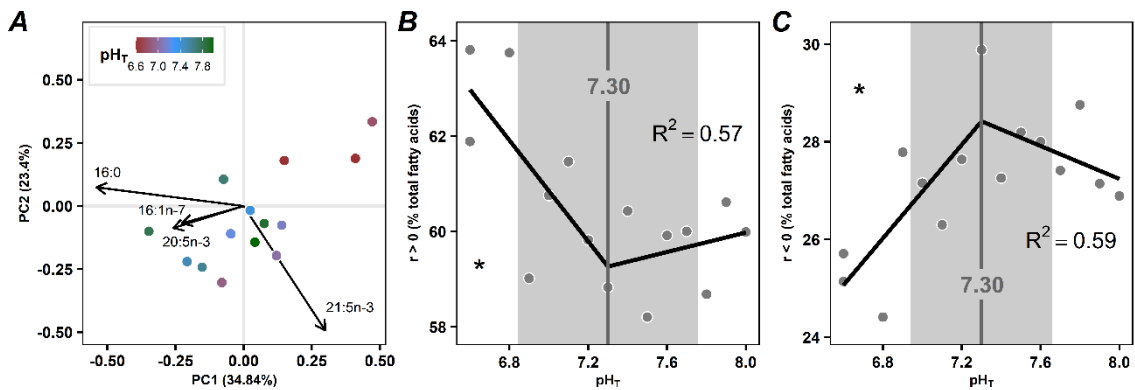 A
pH_T
6.6 7.0 7.4 7.8
0.50
0.25
0.00
-0.25
-0.50
PC2 (23.4%)
16:0
16:1n-7
20:5n-3
21:5n-3
-0.50 -0.25 0.00 0.25 0.50
PC1 (34.84%)
B
64
62
60
58
r > 0 (% total fatty acids)
7.30
R² = 0.57
*
6.8 7.2 7.6 8.0
pH_T
C
30
28
26
24
r < 0 (% total fatty acids)
*
R² = 0.59
7.30
6.8 7.2 7.6 8.0
pH_T